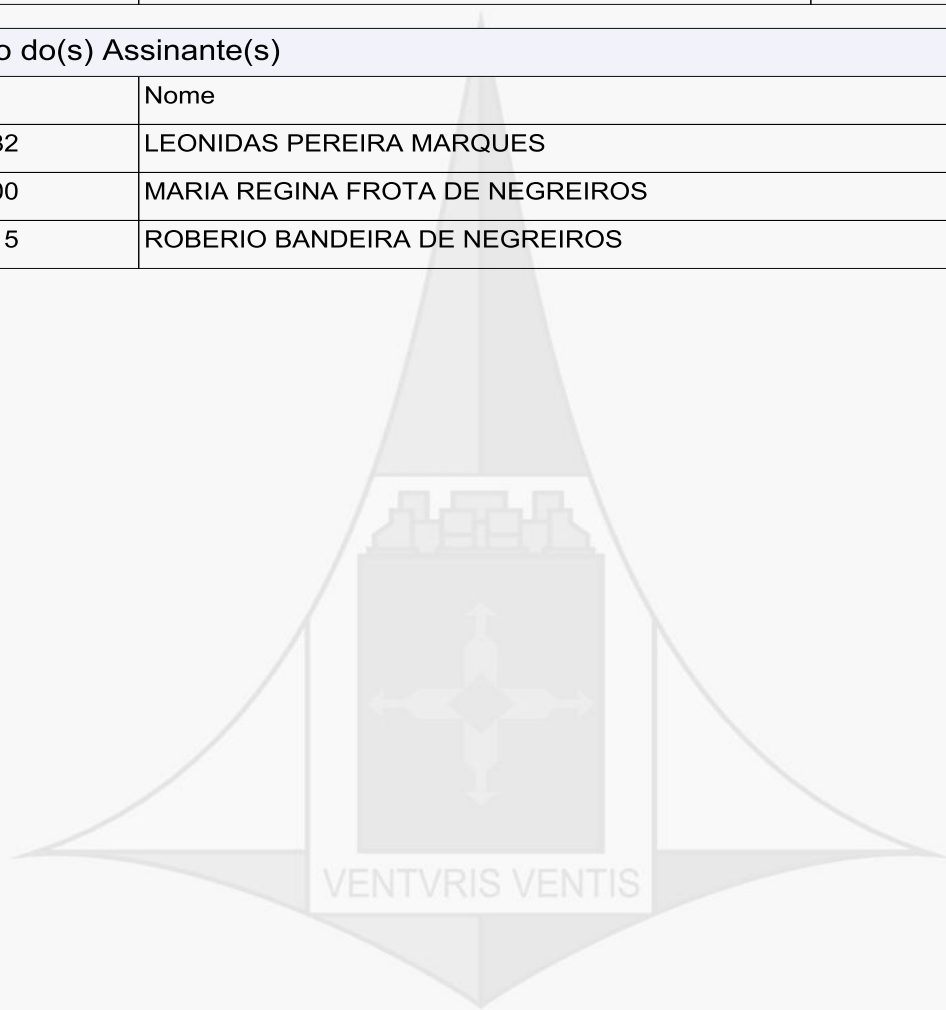 o do(s) Assinante(s)
Nome
32 LEONIDAS PEREIRA MARQUES
00 MARIA REGINA FROTA DE NEGREIROS
15 ROBERIO BANDEIRA DE NEGREIROS
VENTVRIS VENTIS